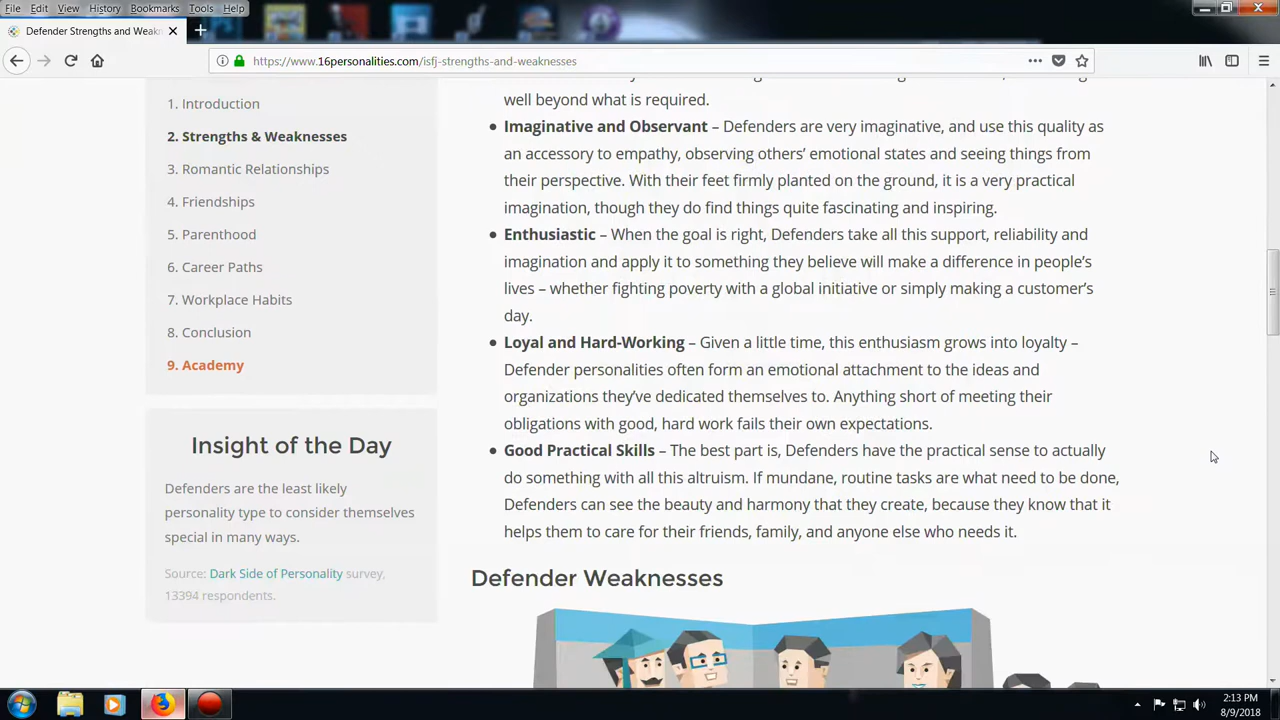 File Edit View History Bookmarks Tools Help
Defender Strengths and Weakn
https://www.16personalities.com/isfj-strengths-and-weaknesses
1. Introduction
2. Strengths & Weaknesses
3. Romantic Relationships
4. Friendships
5. Parenthood
6. Career Paths
7. Workplace Habits
8. Conclusion
9. Academy
Insight of the Day
Defenders are the least likely
personality type to consider themselves
special in many ways.
Source: Dark Side of Personality survey,
13394 respondents.
well beyond what is required.
Imaginative and Observant – Defenders are very imaginative, and use this quality as
an accessory to empathy, observing others’ emotional states and seeing things from
their perspective. With their feet firmly planted on the ground, it is a very practical
imagination, though they do find things quite fascinating and inspiring.
Enthusiastic – When the goal is right, Defenders take all this support, reliability and
imagination and apply it to something they believe will make a difference in people’s
lives – whether fighting poverty with a global initiative or simply making a customer’s
day.
Loyal and Hard-Working – Given a little time, this enthusiasm grows into loyalty –
Defender personalities often form an emotional attachment to the ideas and
organizations they’ve dedicated themselves to. Anything short of meeting their
obligations with good, hard work fails their own expectations.
Good Practical Skills – The best part is, Defenders have the practical sense to actually
do something with all this altruism. If mundane, routine tasks are what need to be done,
Defenders can see the beauty and harmony that they create, because they know that it
helps them to care for their friends, family, and anyone else who needs it.
Defender Weaknesses
2:13 PM
8/9/2018